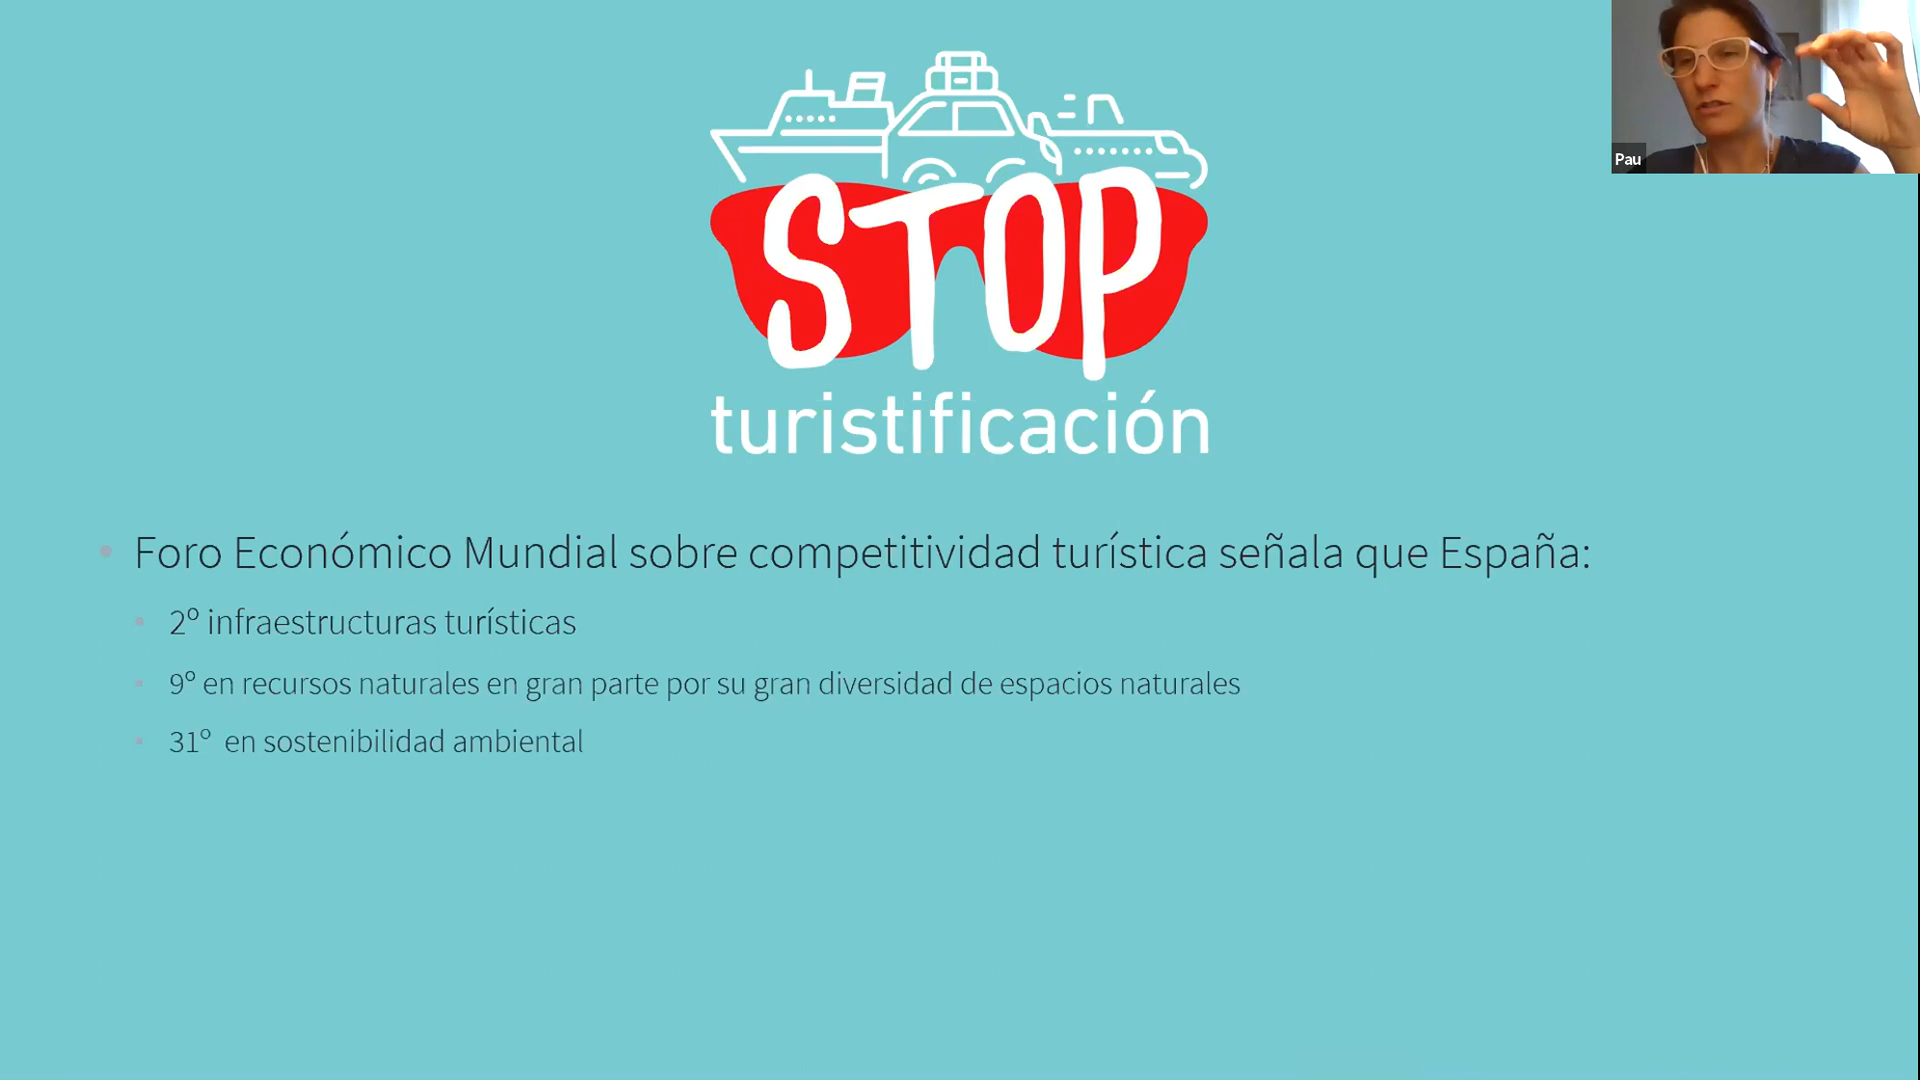 Pau
STOP
turistificación
• Foro Económico Mundial sobre competitividad turística señala que España:
▪ 2º infraestructuras turísticas
▪ 9º en recursos naturales en gran parte por su gran diversidad de espacios naturales
▪ 31º en sostenibilidad ambiental